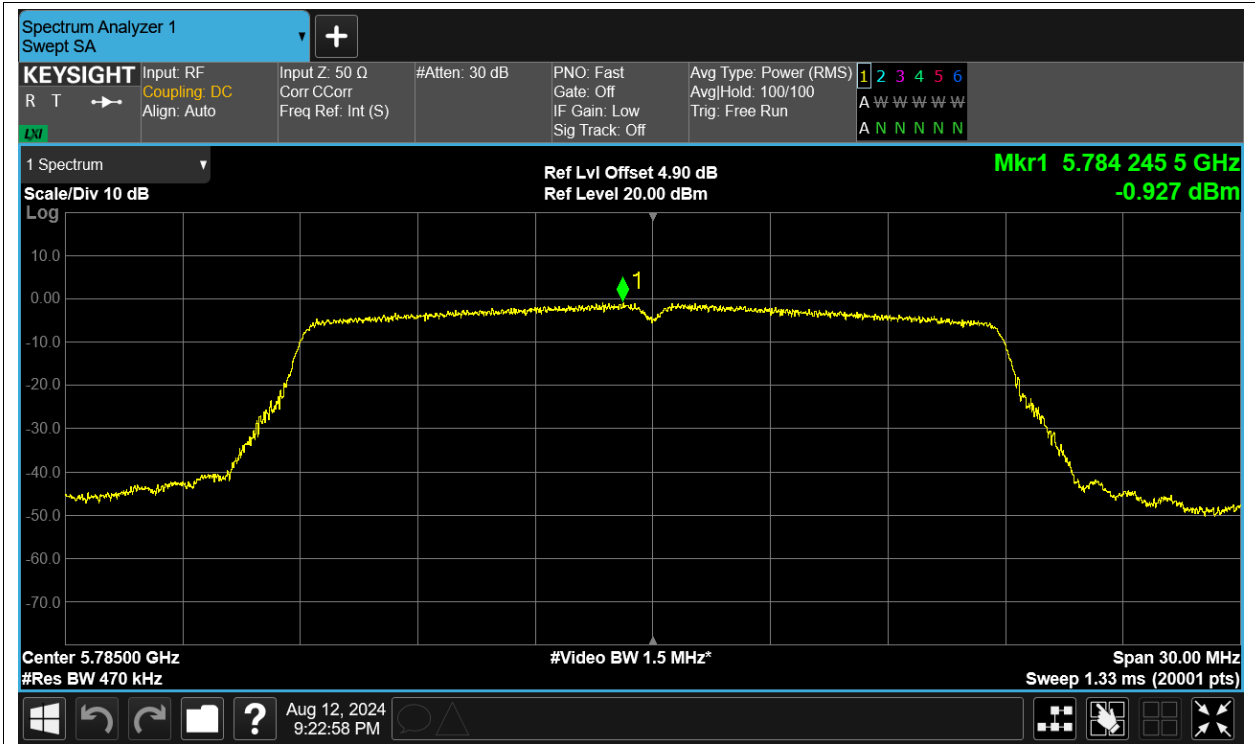 Spectrum Analyzer 1
Swept SA
KEYSIGHT
R T
LXI
Input: RF
Coupling: DC
Align: Auto
Input Z: 50 Ω
Corr CCorr
Freq Ref: Int (S)
#Atten: 30 dB
PNO: Fast
Gate: Off
IF Gain: Low
Sig Track: Off
Avg Type: Power (RMS)
Avg|Hold: 100/100
Trig: Free Run
1 2 3 4 5 6
A W W W W W
A N N N N N
1 Spectrum
Scale/Div 10 dB
Ref Lvl Offset 4.90 dB
Ref Level 20.00 dBm
Mkr1 5.784 245 5 GHz
-0.927 dBm
Log
10.0
0.00
-10.0
-20.0
-30.0
-40.0
-50.0
-60.0
-70.0
1
Center 5.78500 GHz
#Res BW 470 kHz
#Video BW 1.5 MHz*
Span 30.00 MHz
Sweep 1.33 ms (20001 pts)
?
Aug 12, 2024
9:22:58 PM